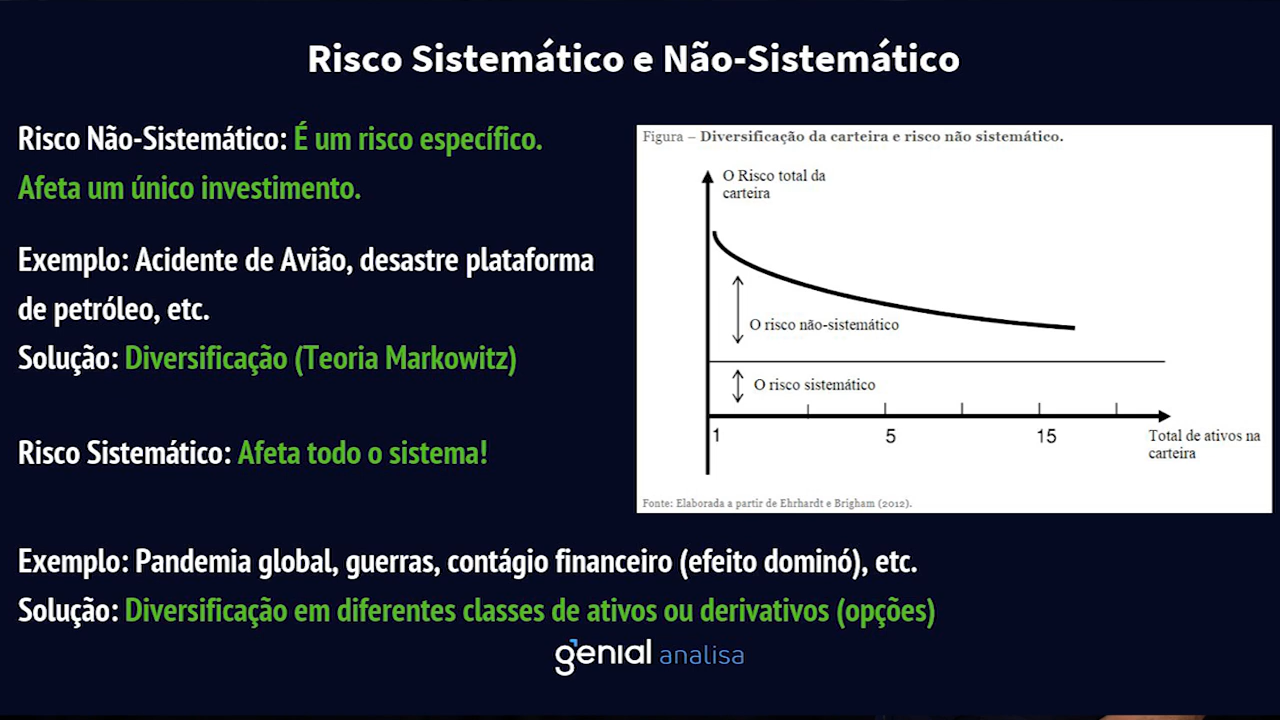 Risco Sistemático e Não-Sistemático
Risco Não-Sistemático: É um risco específico.
Afeta um único investimento.
Exemplo: Acidente de Avião, desastre plataforma
de petróleo, etc.
Solução: Diversificação (Teoria Markowitz)
Risco Sistemático: Afeta todo o sistema!
Figura – Diversificação da carteira e risco não sistemático.
O Risco total da
carteira
O risco não-sistemático
O risco sistemático
1 5 15
Total de ativos na
carteira
Fonte: Elaborada a partir de Ehrhardt e Brigham (2012).
Exemplo: Pandemia global, guerras, contágio financeiro (efeito dominó), etc.
Solução: Diversificação em diferentes classes de ativos ou derivativos (opções)
genial analisa